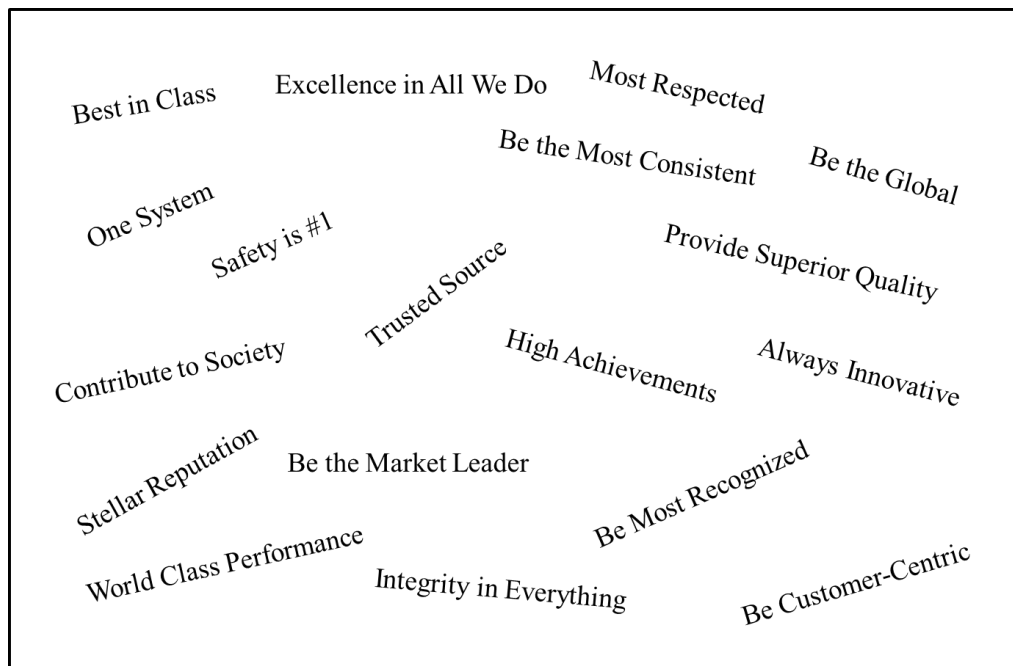 Best in Class
Excellence in All We Do
Most Respected
Be the Most Consistent
Be the Global
One System
Safety is #1
Provide Superior Quality
Trusted Source
Contribute to Society
High Achievements
Always Innovative
Stellar Reputation
Be the Market Leader
Be Most Recognized
World Class Performance
Integrity in Everything
Be Customer-Centric